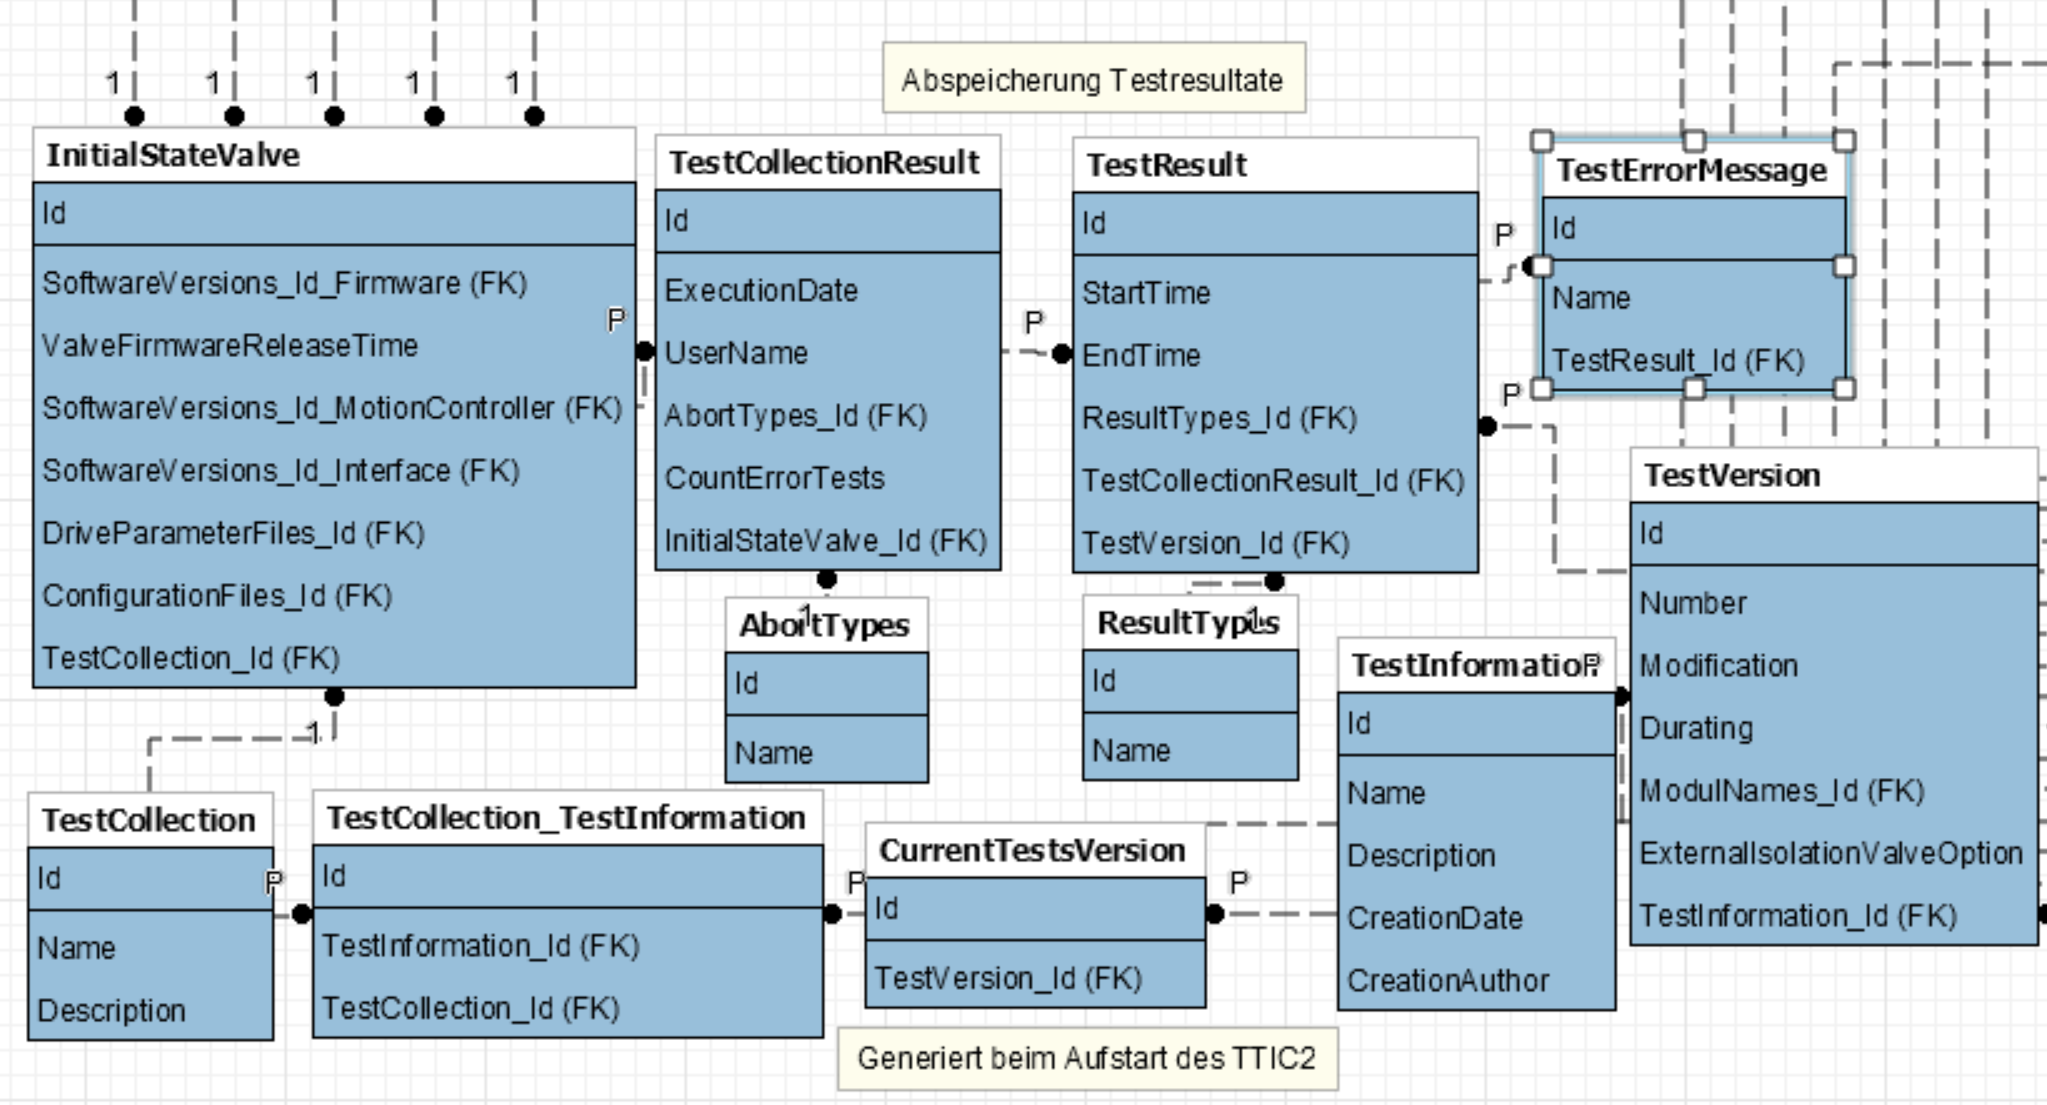 1
1
1
1
1
Abspeicherung Testresultate
InitialStateValve
Id
SoftwareVersions_Id_Firmware (FK)
ValveFirmwareReleaseTime
SoftwareVersions_Id_MotionController (FK)
SoftwareVersions_Id_Interface (FK)
DriveParameterFiles_Id (FK)
ConfigurationFiles_Id (FK)
TestCollection_Id (FK)
P
TestCollectionResult
Id
ExecutionDate
UserName
AbortTypes_Id (FK)
CountErrorTests
InitialStateValve_Id (FK)
P
TestResult
Id
StartTime
EndTime
ResultTypes_Id (FK)
TestCollectionResult_Id (FK)
TestVersion_Id (FK)
P
P
TestErrorMessage
Id
Name
TestResult_Id (FK)
TestVersion
Id
Number
Modification
Durating
ModulNames_Id (FK)
ExternalIsolationValveOption
TestInformation_Id (FK)
1
AbortTypes
Id
Name
1
ResultTypes
Id
Name
P
TestInformation
Id
Name
Description
CreationDate
CreationAuthor
1
TestCollection
Id
Name
Description
P
TestCollection_TestInformation
Id
TestInformation_Id (FK)
TestCollection_Id (FK)
P
CurrentTestsVersion
Id
TestVersion_Id (FK)
P
Generiert beim Aufstart des TTIC2